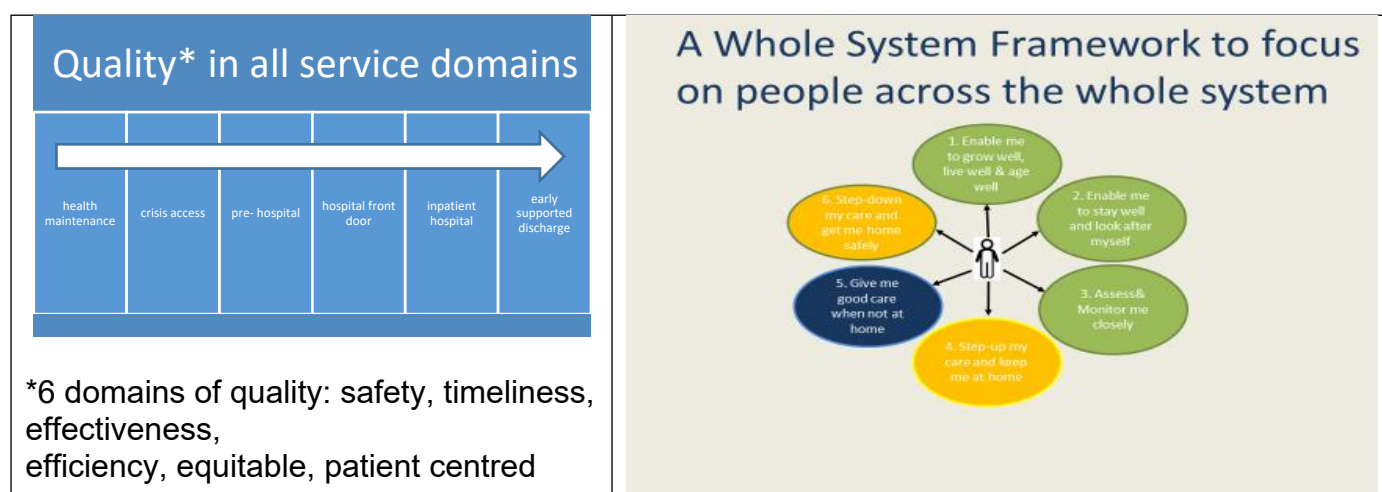 Quality* in all service domains
health
maintenance
crisis access
pre- hospital
hospital front
door
inpatient
hospital
early
supported
discharge
*6 domains of quality: safety, timeliness,
effectiveness,
efficiency, equitable, patient centred
A Whole System Framework to focus
on people across the whole system
1. Enable me
to grow well,
live well & age
well
2. Enable me
to stay well
and look after
myself
3. Assess&
Monitor me
closely
4. Step-up my
care and keep
me at home
5. Give me
good care
when not at
home
6. Step-down
my care and
get me home
safely